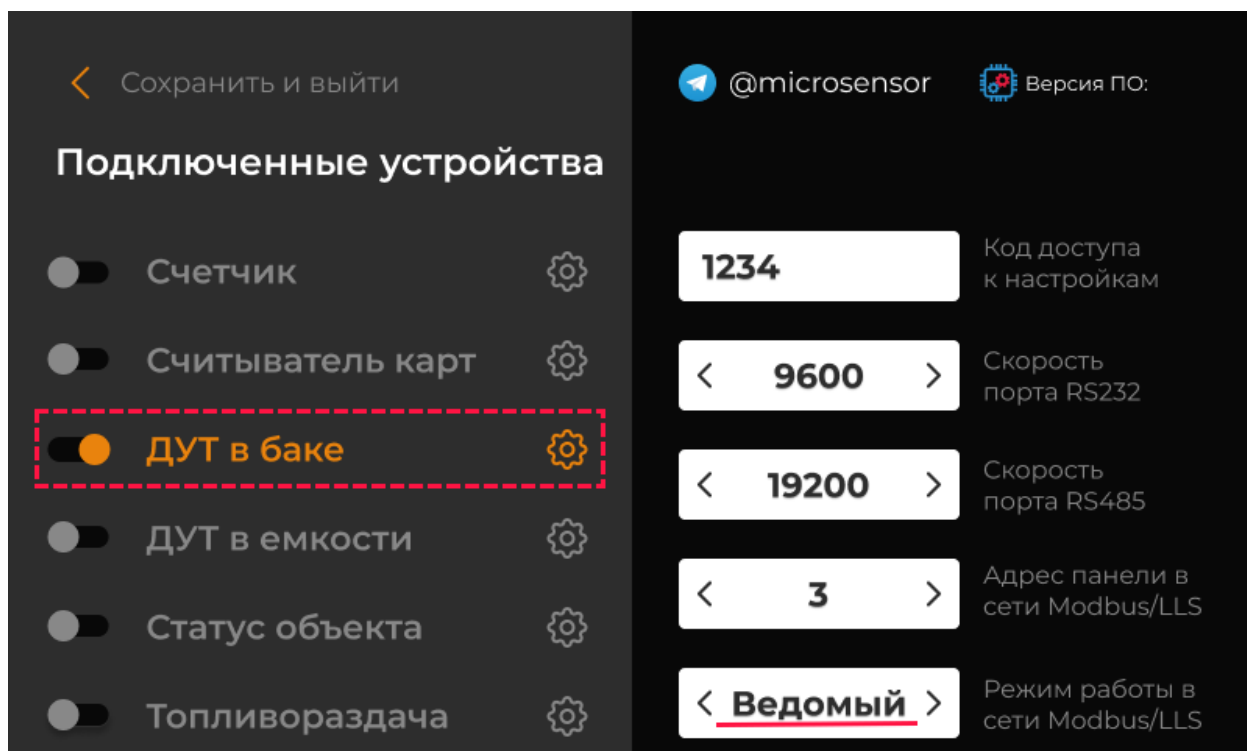 Сохранить и выйти
Подключенные устройства
Счетчик
Считыватель карт
ДУТ в баке
ДУТ в емкости
Статус объекта
Топливораздача
@microsensor
Версия ПО:
1234
Код доступа
к настройкам
9600
Скорость
порта RS232
19200
Скорость
порта RS485
3
Адрес панели в
сети Modbus/LLS
Ведомый
Режим работы в
сети Modbus/LLS